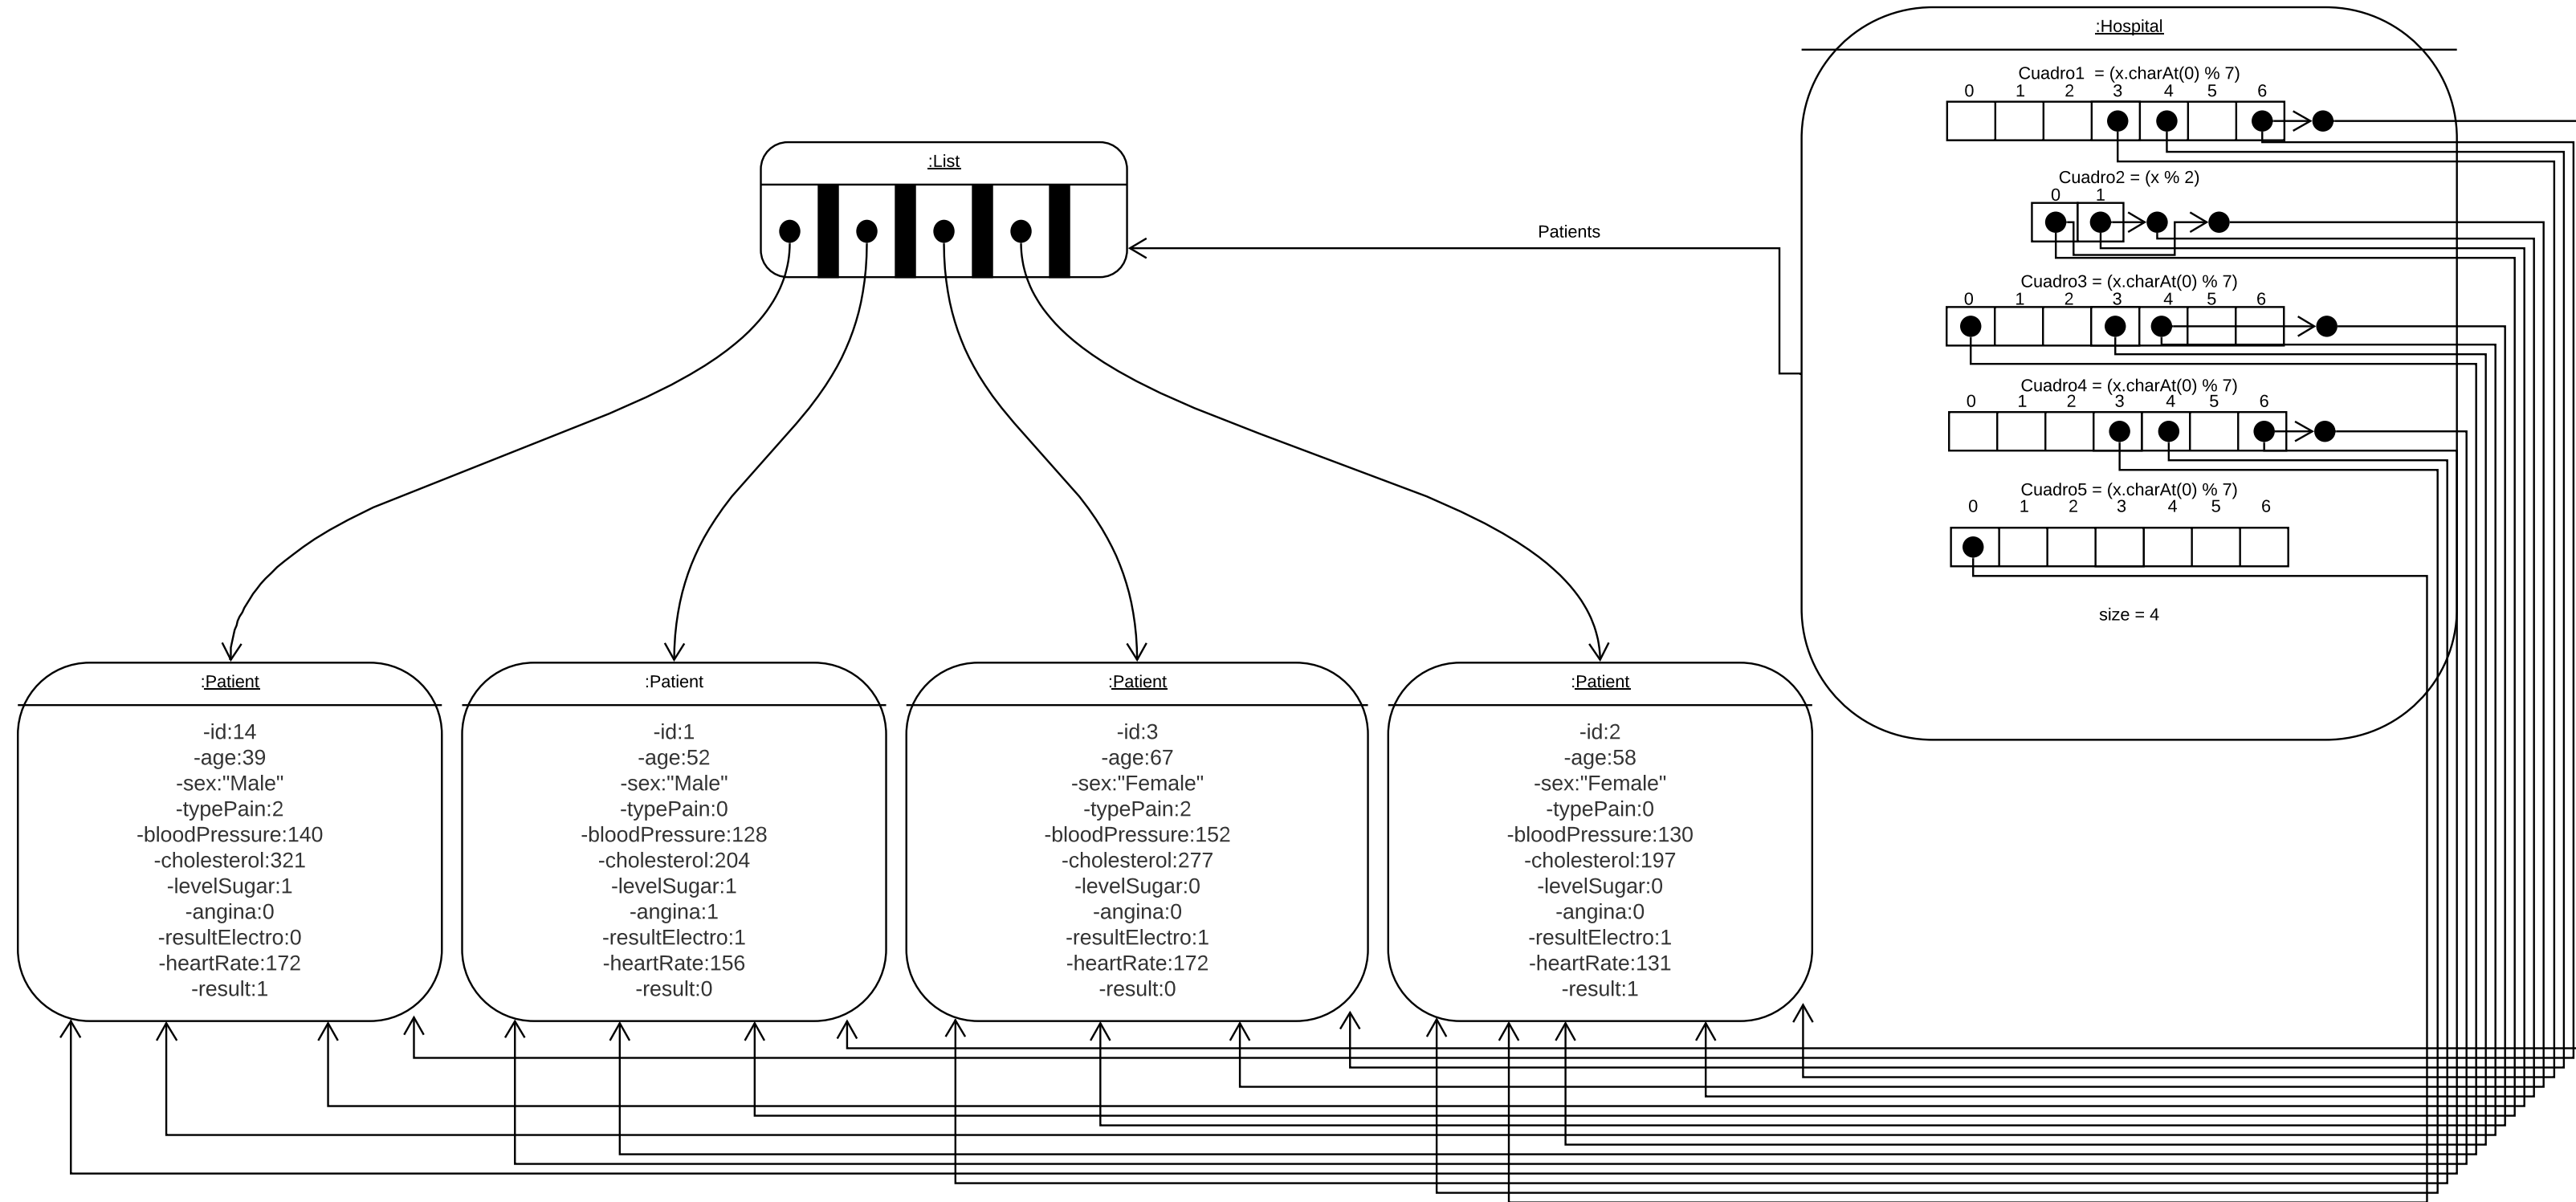 :Hospital
Cuadro1 = (x.charAt(0) % 7)
0 1 2 3 4 5 6
Cuadro2 = (x % 2)
0 1
Cuadro3 = (x.charAt(0) % 7)
0 1 2 3 4 5 6
Cuadro4 = (x.charAt(0) % 7)
0 1 2 3 4 5 6
Cuadro5 = (x.charAt(0) % 7)
0 1 2 3 4 5 6
size = 4
:List
Patients
:Patient
-id:14
-age:39
-sex:"Male"
-typePain:2
-bloodPressure:140
-cholesterol:321
-levelSugar:1
-angina:0
-resultElectro:0
-heartRate:172
-result:1
:Patient
-id:1
-age:52
-sex:"Male"
-typePain:0
-bloodPressure:128
-cholesterol:204
-levelSugar:1
-angina:1
-resultElectro:1
-heartRate:156
-result:0
:Patient
-id:3
-age:67
-sex:"Female"
-typePain:2
-bloodPressure:152
-cholesterol:277
-levelSugar:0
-angina:0
-resultElectro:1
-heartRate:172
-result:0
:Patient
-id:2
-age:58
-sex:"Female"
-typePain:0
-bloodPressure:130
-cholesterol:197
-levelSugar:0
-angina:0
-resultElectro:1
-heartRate:131
-result:1